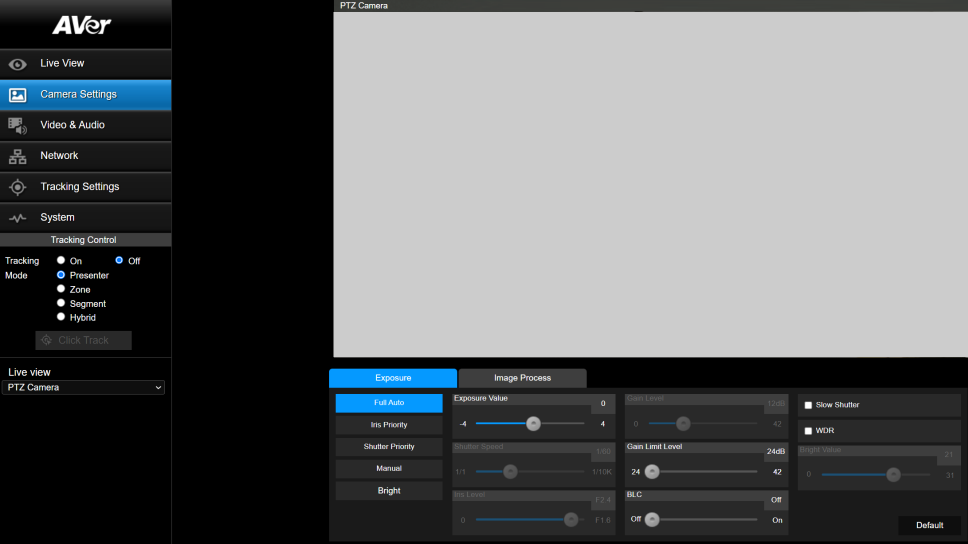 AVer
Live View
Camera Settings
Video & Audio
Network
Tracking Settings
System
Tracking Control
Tracking On Off
Mode Presenter
Zone
Segment
Hybrid
Click Track
Live view
PTZ Camera
PTZ Camera
Exposure Image Process
Full Auto
Iris Priority
Shutter Priority
Manual
Bright
Exposure Value 0
-4 4
Shutter Speed 1/60
1/1 1/10K
Iris Level F2.4
0 F1.6
Gain Level 12dB
0 42
Gain Limit Level 24dB
24 42
BLC Off
Off On
Slow Shutter
WDR
Bright Value 21
0 31
Default